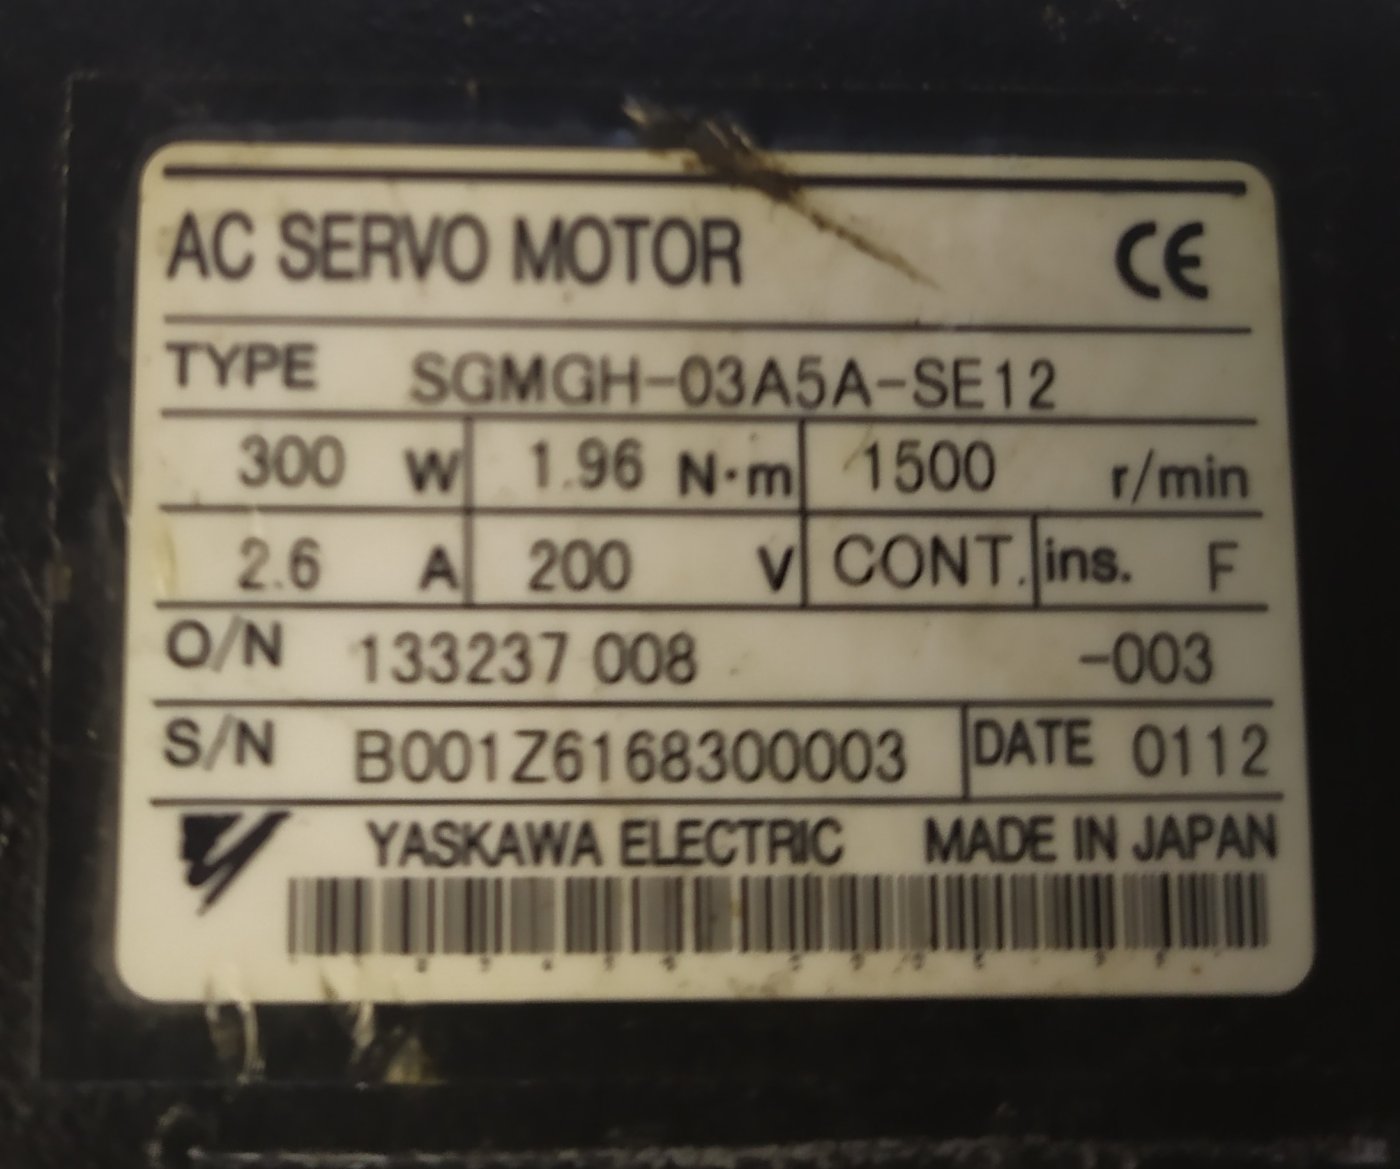 AC SERVO MOTOR CE
TYPE SGMGH-03A5A-SE12
300 W 1.96 N·m 1500 r/min
2.6 A 200 V CONT. ins. F
O/N 133237 008 -003
S/N B001Z6168300003 DATE 0112
YASKAWA ELECTRIC MADE IN JAPAN